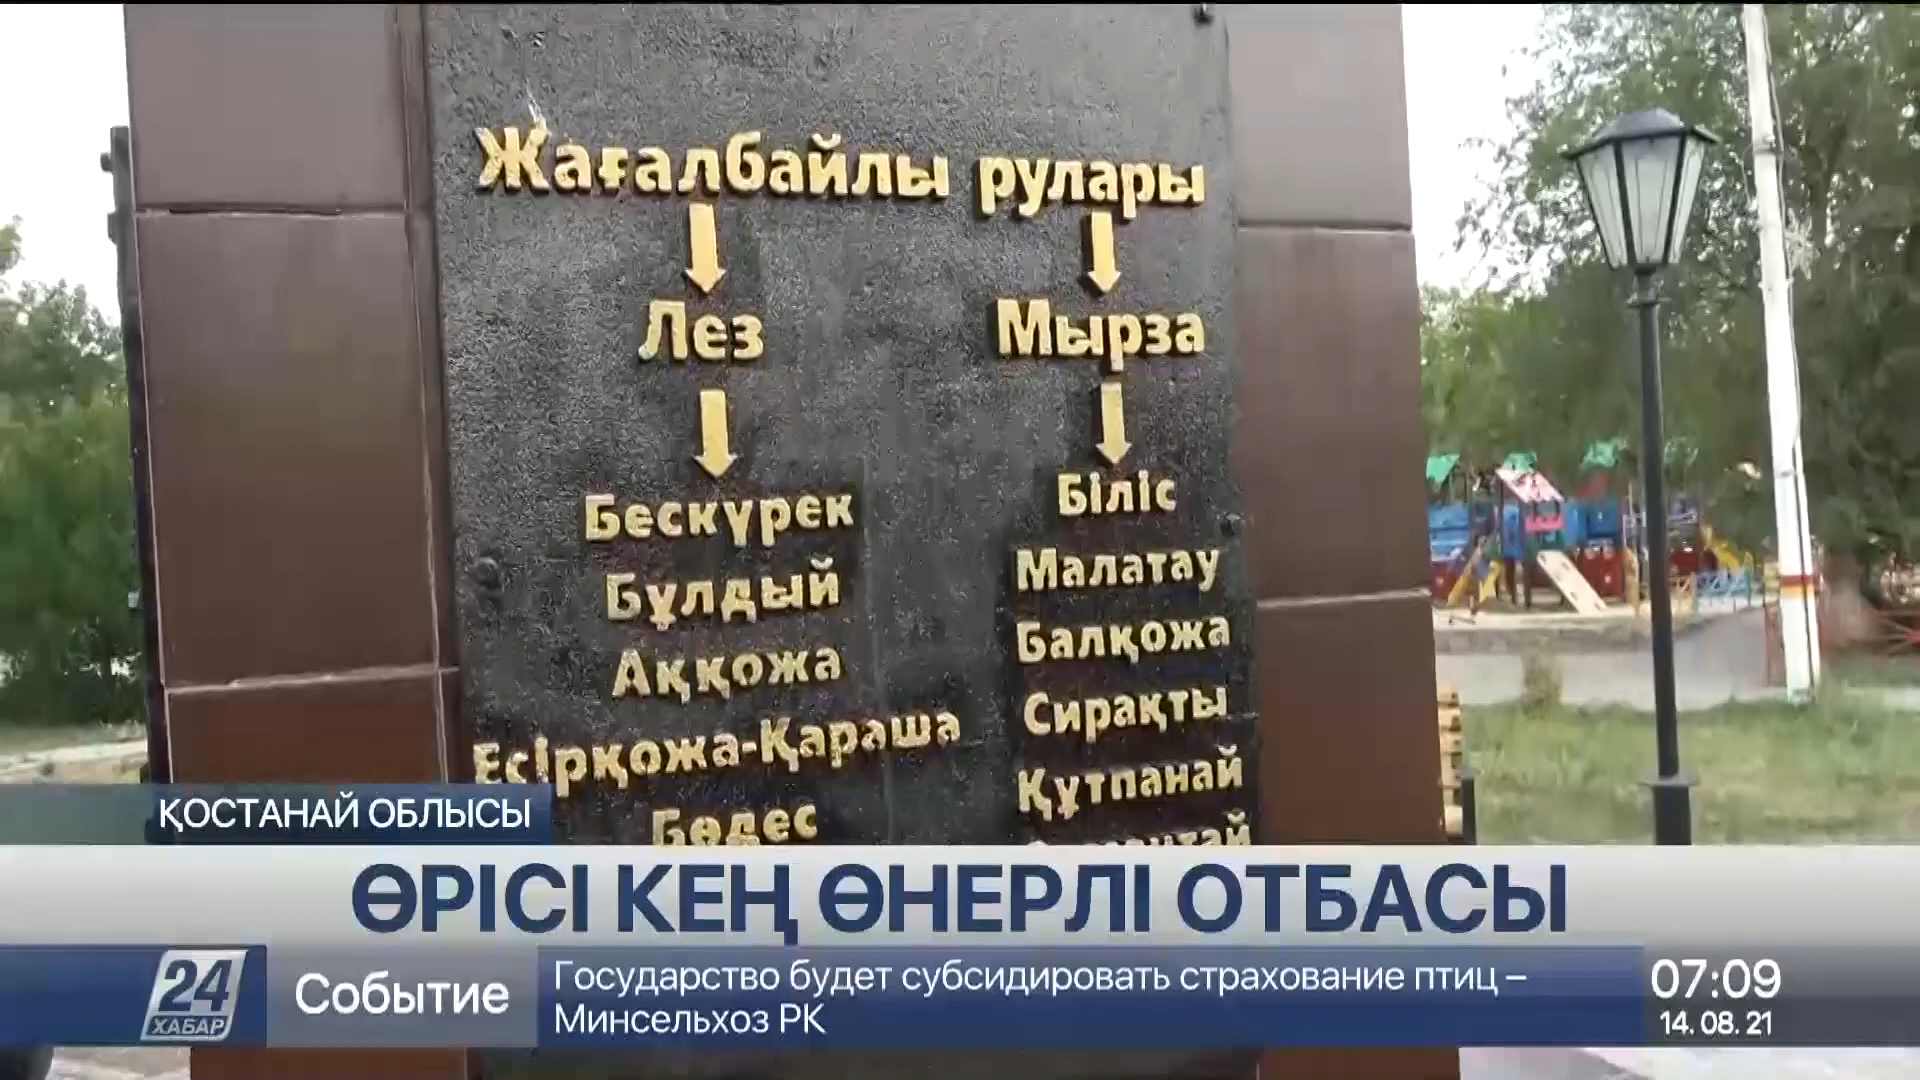 Жағалбайлы рулары
Лез
Мырза
Бескүрек
Бұлдый
Аққожа
Есірқожа-Қараша
Бөдес
Біліс
Малатау
Балқожа
Сирақты
Құтпанай
ҚОСТАНАЙ ОБЛЫСЫ
ӨРІСІ КЕҢ ӨНЕРЛІ ОТБАСЫ
24
ХАБАР
Событие
Государство будет субсидировать страхование птиц –
Минсельхоз РК
07:09
14. 08. 21